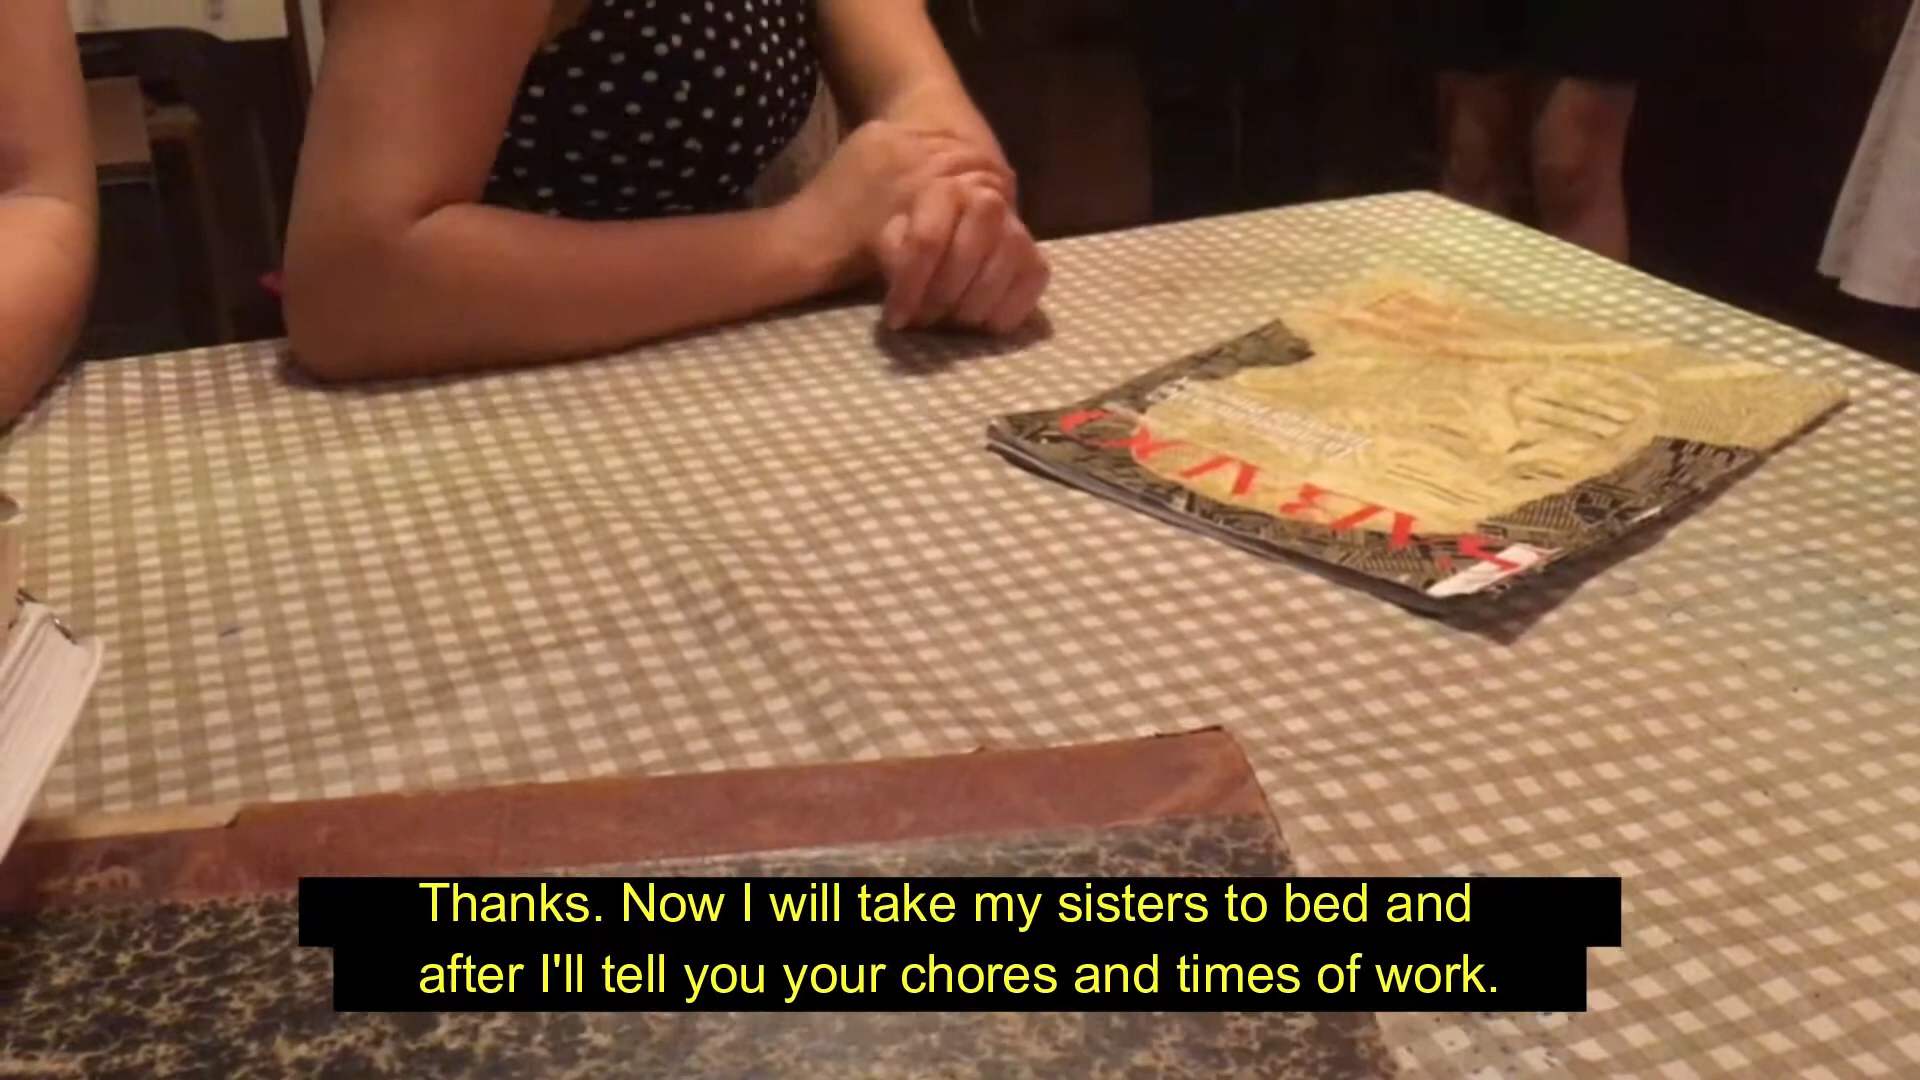 Thanks. Now I will take my sisters to bed and
after I'll tell you your chores and times of work.